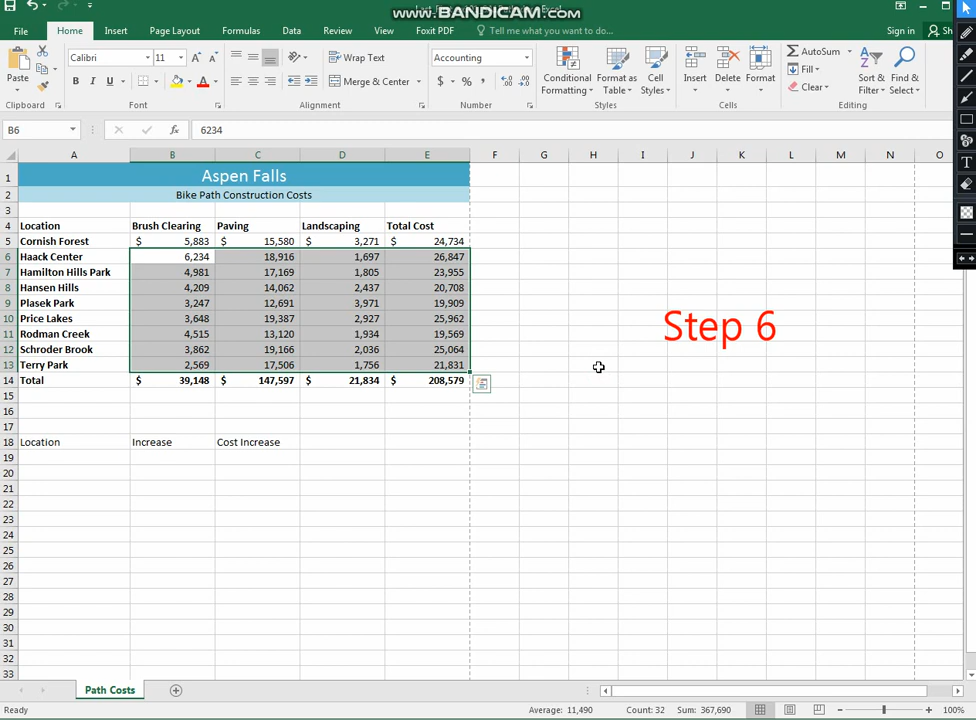 www.BANDICAM.com
File Home Insert Page Layout Formulas Data Review View Foxit PDF Tell me what you want to do... Sign in Sh
Paste
Clipboard
Calibri 11
B I U
Font
Wrap Text
Merge & Center
Alignment
Accounting
$ % ,
Number
Conditional Formatting
Format as Table
Cell Styles
Styles
Insert Delete Format
Cells
AutoSum
Fill
Clear
Sort & Filter
Find & Select
Editing
B6 fx 6234
A B C D E F G H I J K L M N O
1 Aspen Falls
2 Bike Path Construction Costs
3
4 Location Brush Clearing Paving Landscaping Total Cost
5 Cornish Forest $ 5,883 $ 15,580 $ 3,271 $ 24,734
6 Haack Center 6,234 18,916 1,697 26,847
7 Hamilton Hills Park 4,981 17,169 1,805 23,955
8 Hansen Hills 4,209 14,062 2,437 20,708
9 Plasek Park 3,247 12,691 3,971 19,909
10 Price Lakes 3,648 19,387 2,927 25,962
11 Rodman Creek 4,515 13,120 1,934 19,569
12 Schroder Brook 3,862 19,166 2,036 25,064
13 Terry Park 2,569 17,506 1,756 21,831
14 Total $ 39,148 $ 147,597 $ 21,834 $ 208,579
Step 6
15
16
17
18 Location Increase Cost Increase
19
20
21
22
23
24
25
26
27
28
29
30
31
32
33
Path Costs
Ready Average: 11,490 Count: 32 Sum: 367,690 100%